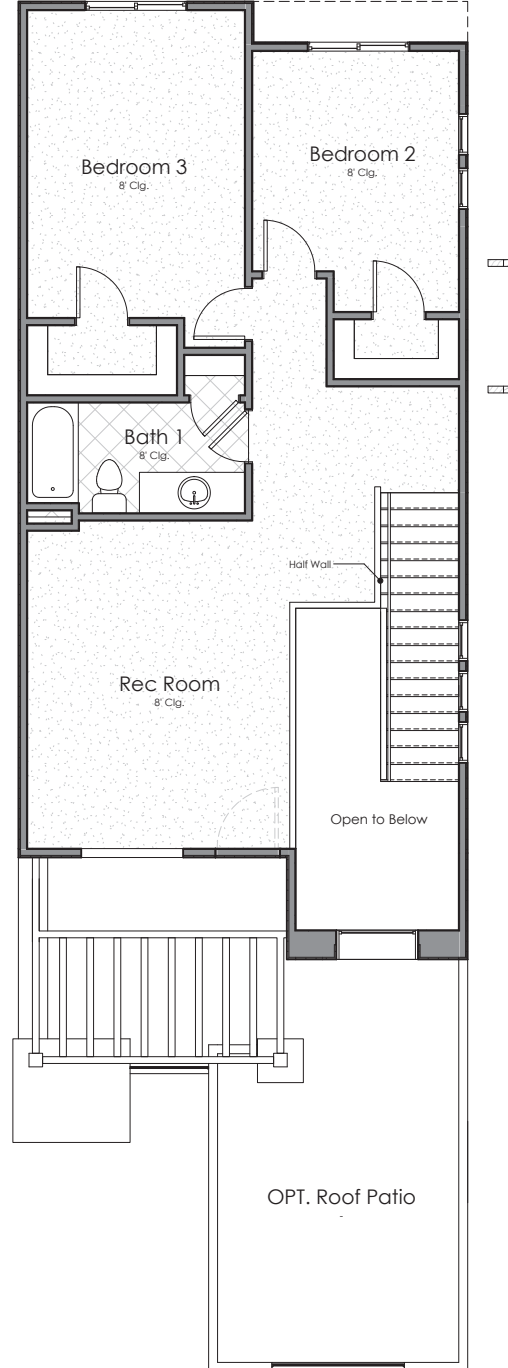 Bedroom 3
8' Clg.
Bedroom 2
8' Clg.
Bath 1
8' Clg.
Half Wall
Rec Room
8' Clg.
Open to Below
OPT. Roof Patio
-